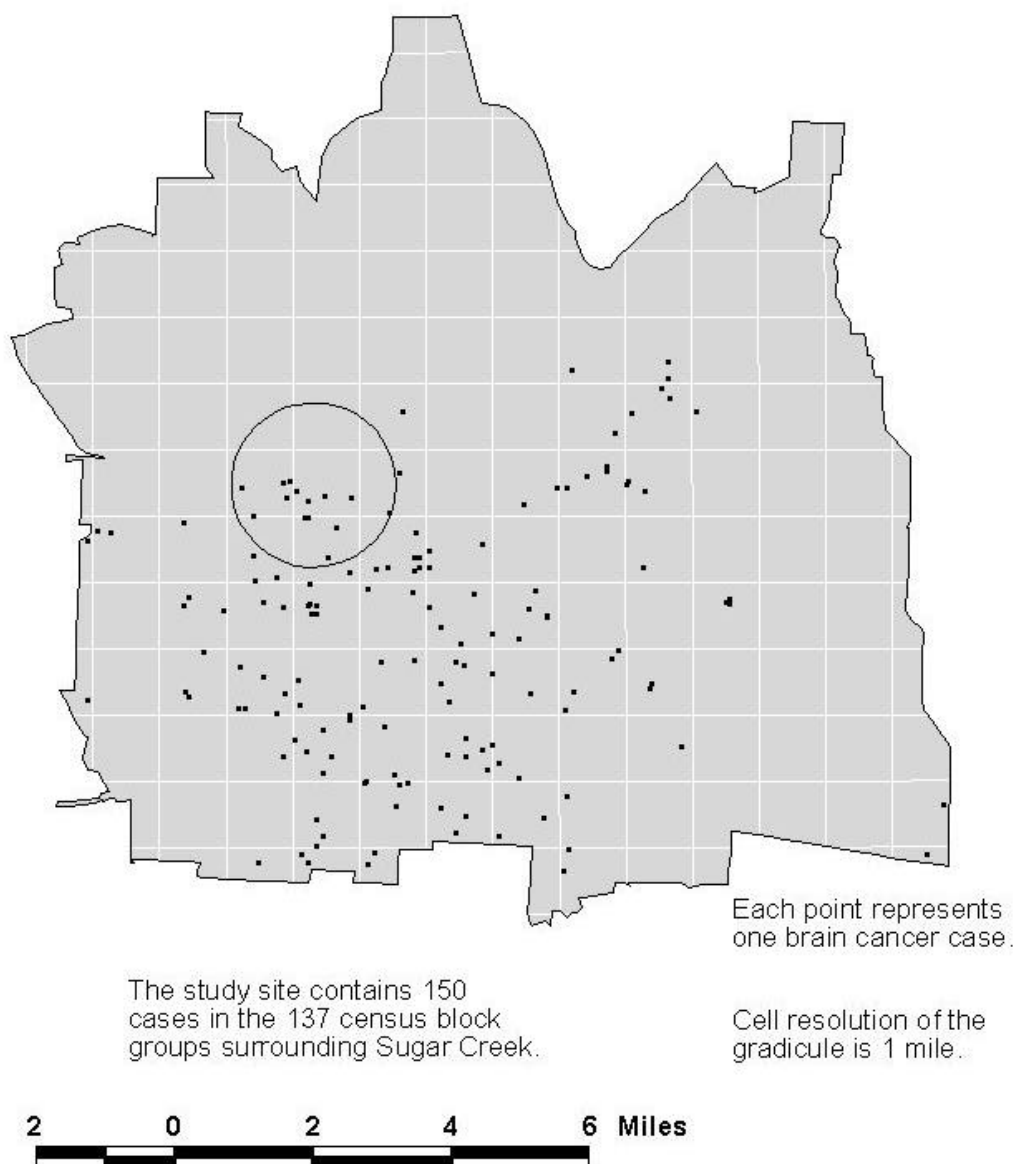 Each point represents
one brain cancer case.
The study site contains 150
cases in the 137 census block
groups surrounding Sugar Creek.
Cell resolution of the
gradicule is 1 mile.
2 0 2 4 6 Miles